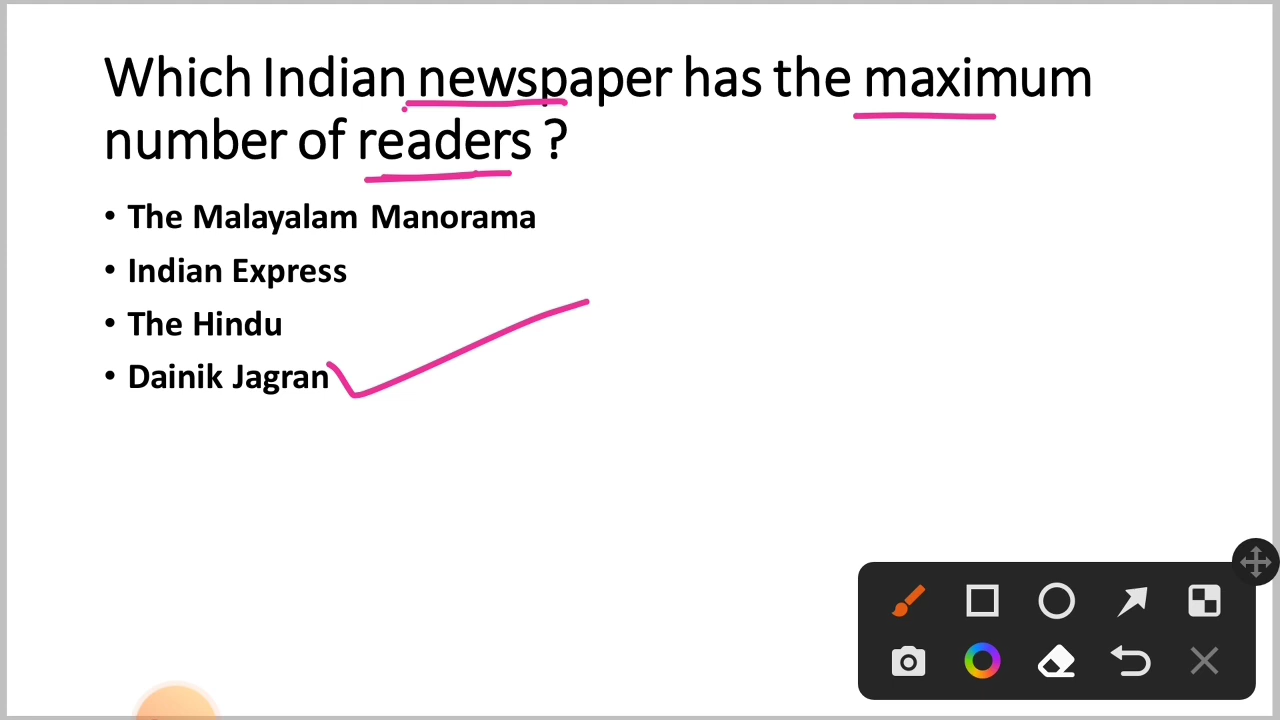 Which Indian newspaper has the maximum
number of readers ?
• The Malayalam Manorama
• Indian Express
• The Hindu
• Dainik Jagran